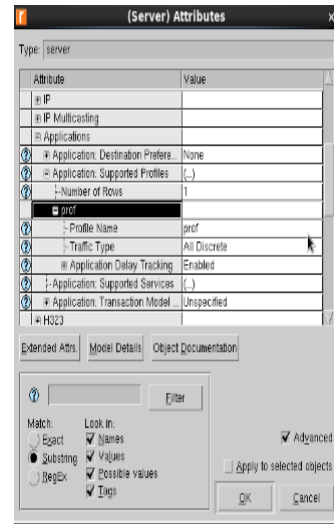 (Server) Attributes
Type: server
Attribute Value
IP
IP Multicasting
Applications
Application: Destination Prefere... None
Application: Supported Profiles (...)
Number of Rows 1
prof
Profile Name prof
Traffic Type All Discrete
Application Delay Tracking Enabled
Application: Supported Services (...)
Application: Transaction Model ... Unspecified
H323
Extended Attrs. Model Details Object Documentation
Filter
Match: Look in:
Exact Names
Substring Values
RegEx Possible values
Tags
Advanced
Apply to selected objects
OK Cancel